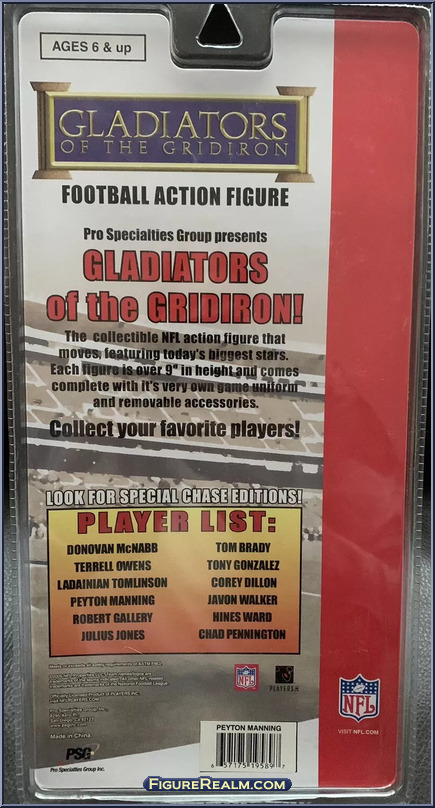 AGES 6 & up
GLADIATORS
OF THE GRIDIRON
FOOTBALL ACTION FIGURE
Pro Specialties Group presents
GLADIATORS
of the GRIDIRON!
The collectible NFL action figure that
moves, featuring today's biggest stars.
Each figure is over 9" in height and comes
complete with it's very own game uniform
and removable accessories.
Collect your favorite players!
LOOK FOR SPECIAL CHASE EDITIONS!
PLAYER LIST:
DONOVAN McNABB
TERRELL OWENS
LADAINIAN TOMLINSON
PEYTON MANNING
ROBERT GALLERY
JULIUS JONES
TOM BRADY
TONY GONZALEZ
COREY DILLON
JAVON WALKER
HINES WARD
CHAD PENNINGTON
Made in China
PSG
Pro Specialties Group Inc.
NFL
PLAYERS
NFL
VISIT NFL.COM
PEYTON MANNING
6 57175 19589 7
FigureRealm.com